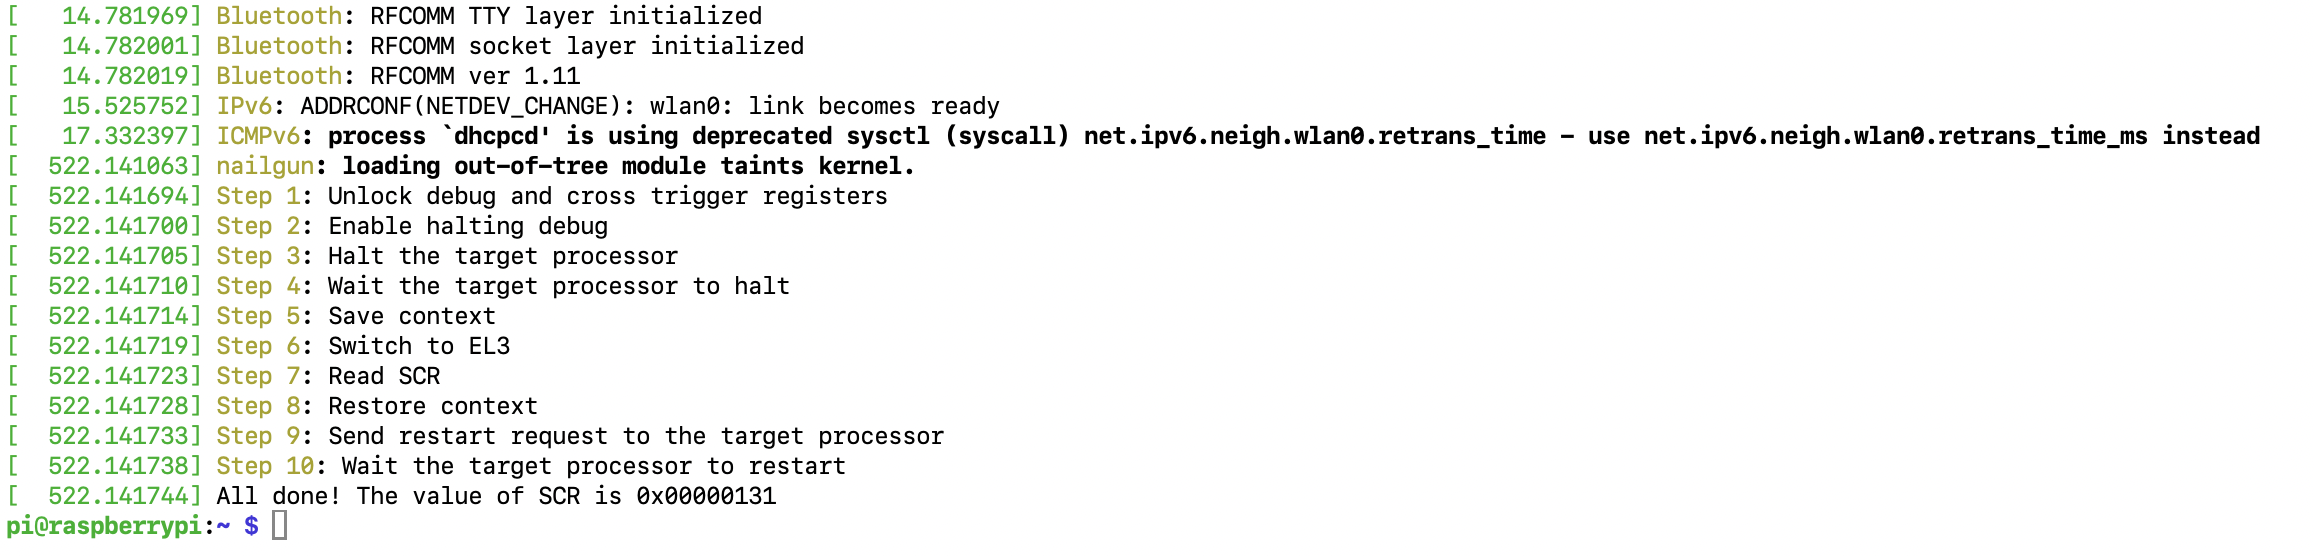 [   14.781969] Bluetooth: RFCOMM TTY layer initialized
[   14.782001] Bluetooth: RFCOMM socket layer initialized
[   14.782019] Bluetooth: RFCOMM ver 1.11
[   15.525752] IPv6: ADDRCONF(NETDEV_CHANGE): wlan0: link becomes ready
[   17.332397] ICMPv6: process `dhcpcd' is using deprecated sysctl (syscall) net.ipv6.neigh.wlan0.retrans_time - use net.ipv6.neigh.wlan0.retrans_time_ms instead
[  522.141063] nailgun: loading out-of-tree module taints kernel.
[  522.141694] Step 1: Unlock debug and cross trigger registers
[  522.141700] Step 2: Enable halting debug
[  522.141705] Step 3: Halt the target processor
[  522.141710] Step 4: Wait the target processor to halt
[  522.141714] Step 5: Save context
[  522.141719] Step 6: Switch to EL3
[  522.141723] Step 7: Read SCR
[  522.141728] Step 8: Restore context
[  522.141733] Step 9: Send restart request to the target processor
[  522.141738] Step 10: Wait the target processor to restart
[  522.141744] All done! The value of SCR is 0x00000131
pi@raspberrypi:~ $